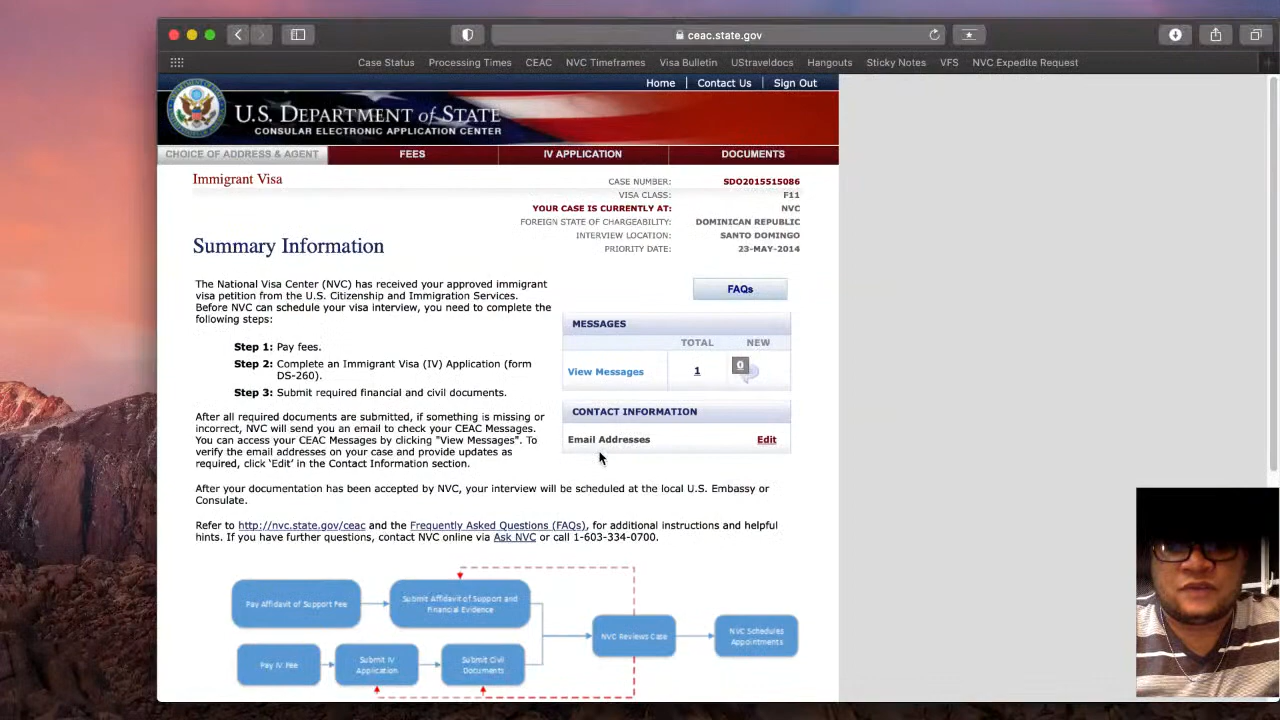 ceac.state.gov
Case Status Processing Times CEAC NVC Timeframes Visa Bulletin UStraveldocs Hangouts Sticky Notes VFS NVC Expedite Request
Home | Contact Us | Sign Out
U.S. DEPARTMENT of STATE
CONSULAR ELECTRONIC APPLICATION CENTER
CHOICE OF ADDRESS & AGENT FEES IV APPLICATION DOCUMENTS
Immigrant Visa
CASE NUMBER: SDO2015515086
VISA CLASS: F11
YOUR CASE IS CURRENTLY AT: NVC
FOREIGN STATE OF CHARGEABILITY: DOMINICAN REPUBLIC
INTERVIEW LOCATION: SANTO DOMINGO
PRIORITY DATE: 23-MAY-2014
Summary Information
The National Visa Center (NVC) has received your approved immigrant
visa petition from the U.S. Citizenship and Immigration Services.
Before NVC can schedule your visa interview, you need to complete the
following steps:
Step 1: Pay fees.
Step 2: Complete an Immigrant Visa (IV) Application (form
DS-260).
Step 3: Submit required financial and civil documents.
After all required documents are submitted, if something is missing or
incorrect, NVC will send you an email to check your CEAC Messages.
You can access your CEAC Messages by clicking "View Messages". To
verify the email addresses on your case and provide updates as
required, click 'Edit' in the Contact Information section.
FAQs
MESSAGES
TOTAL NEW
View Messages 1 0
CONTACT INFORMATION
Email Addresses Edit
After your documentation has been accepted by NVC, your interview will be scheduled at the local U.S. Embassy or
Consulate.
Refer to http://nvc.state.gov/ceac and the Frequently Asked Questions (FAQs), for additional instructions and helpful
hints. If you have further questions, contact NVC online via Ask NVC or call 1-603-334-0700.
Pay Affidavit of Support Fee
Submit Affidavit of Support and
Financial Evidence
NVC Reviews Case
NVC Schedules
Appointments
Pay IV Fee
Submit IV
Application
Submit Civil
Documents